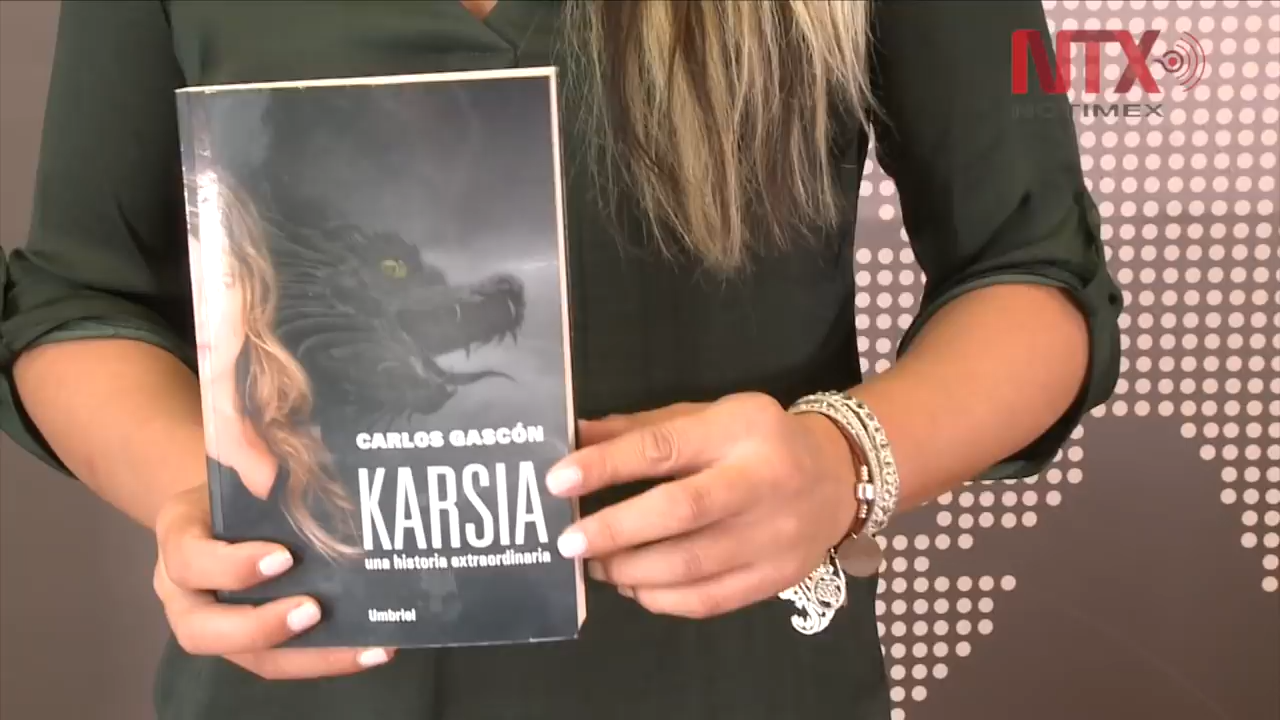 NTX
NOTIMEX
CARLOS GASCÓN
KARSIA
una historia extraordinaria
Umbriel